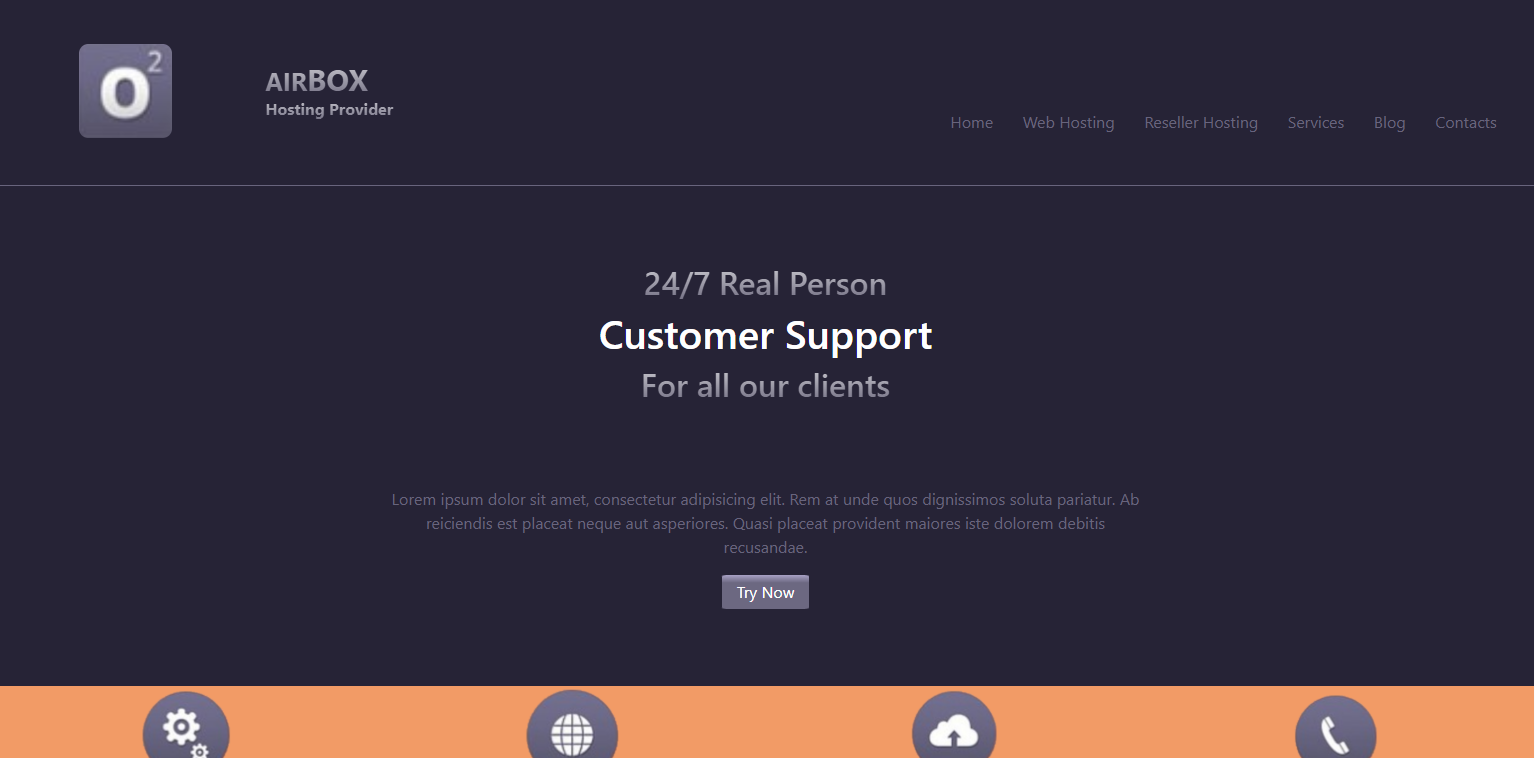 O²
AIRBOX
Hosting Provider
Home Web Hosting Reseller Hosting Services Blog Contacts
24/7 Real Person
Customer Support
For all our clients
Lorem ipsum dolor sit amet, consectetur adipisicing elit. Rem at unde quos dignissimos soluta pariatur. Ab
reiciendis est placeat neque aut asperiores. Quasi placeat provident maiores iste dolorem debitis
recusandae.
Try Now